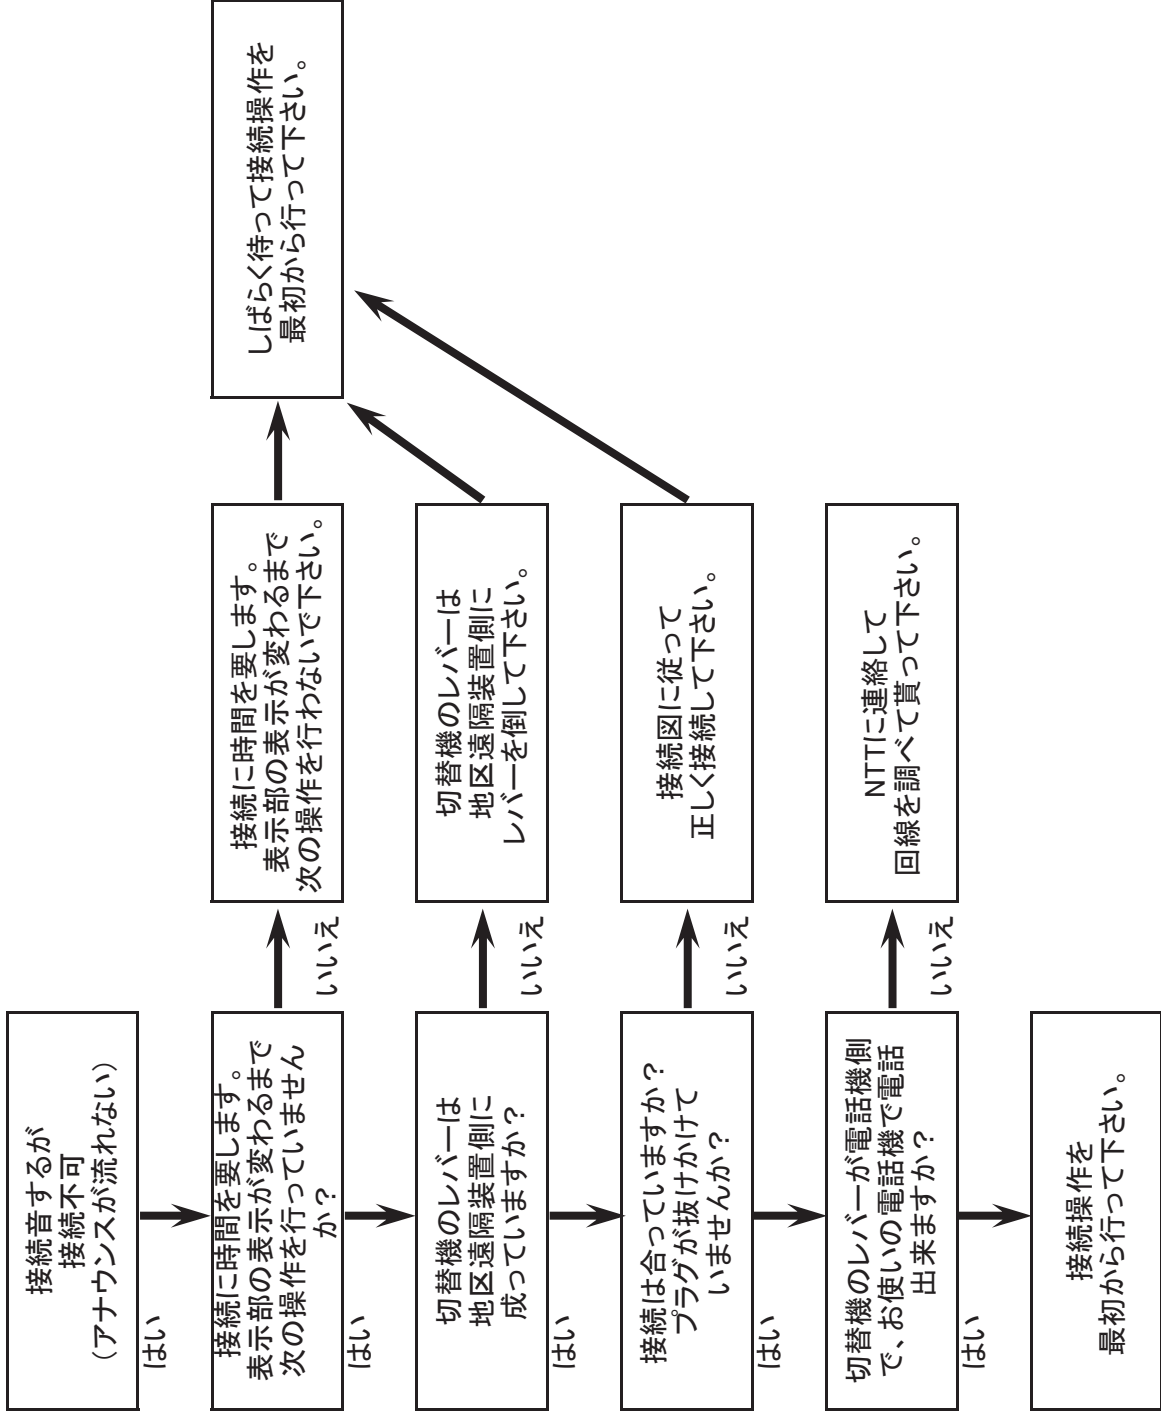 接続音するが
接続不可
（アナウンスが流れない）
はい
接続に時間を要します。
表示部の表示が変わるまで
次の操作を行っていません
か？
いいえ
接続に時間を要します。
表示部の表示が変わるまで
次の操作を行わないで下さい。
しばらく待って接続操作を
最初から行って下さい。
はい
切替機のレバーは
地区遠隔装置側に
成っていますか？
いいえ
切替機のレバーは
地区遠隔装置側に
レバーを倒して下さい。
はい
接続は合っていますか？
プラグが抜けかけて
いませんか？
いいえ
接続図に従って
正しく接続して下さい。
はい
切替機のレバーが電話機側
で、お使いの電話機で電話
出来ますか？
いいえ
NTTに連絡して
回線を調べて貰って下さい。
はい
接続操作を
最初から行って下さい。